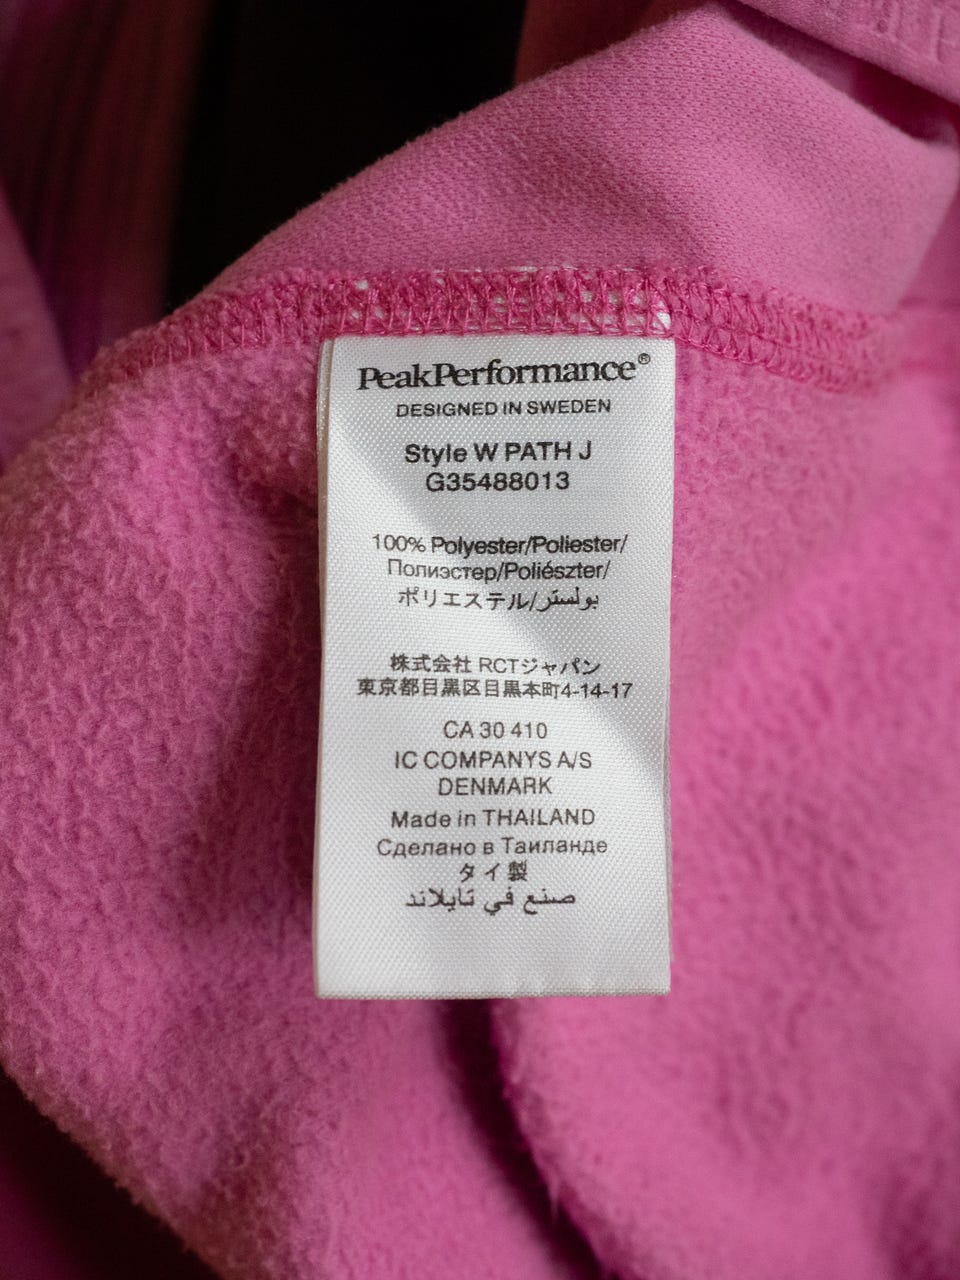 PeakPerformance®
DESIGNED IN SWEDEN
Style W PATH J
G35488013
100% Polyester/Poliester/
Полиэстер/Poliészter/
ポリエステル/بولستر
株式会社 RCTジャパン
東京都目黒区目黒本町4-14-17
CA 30 410
IC COMPANYS A/S
DENMARK
Made in THAILAND
Сделано в Таиланде
タイ製
صنع في تايلاند